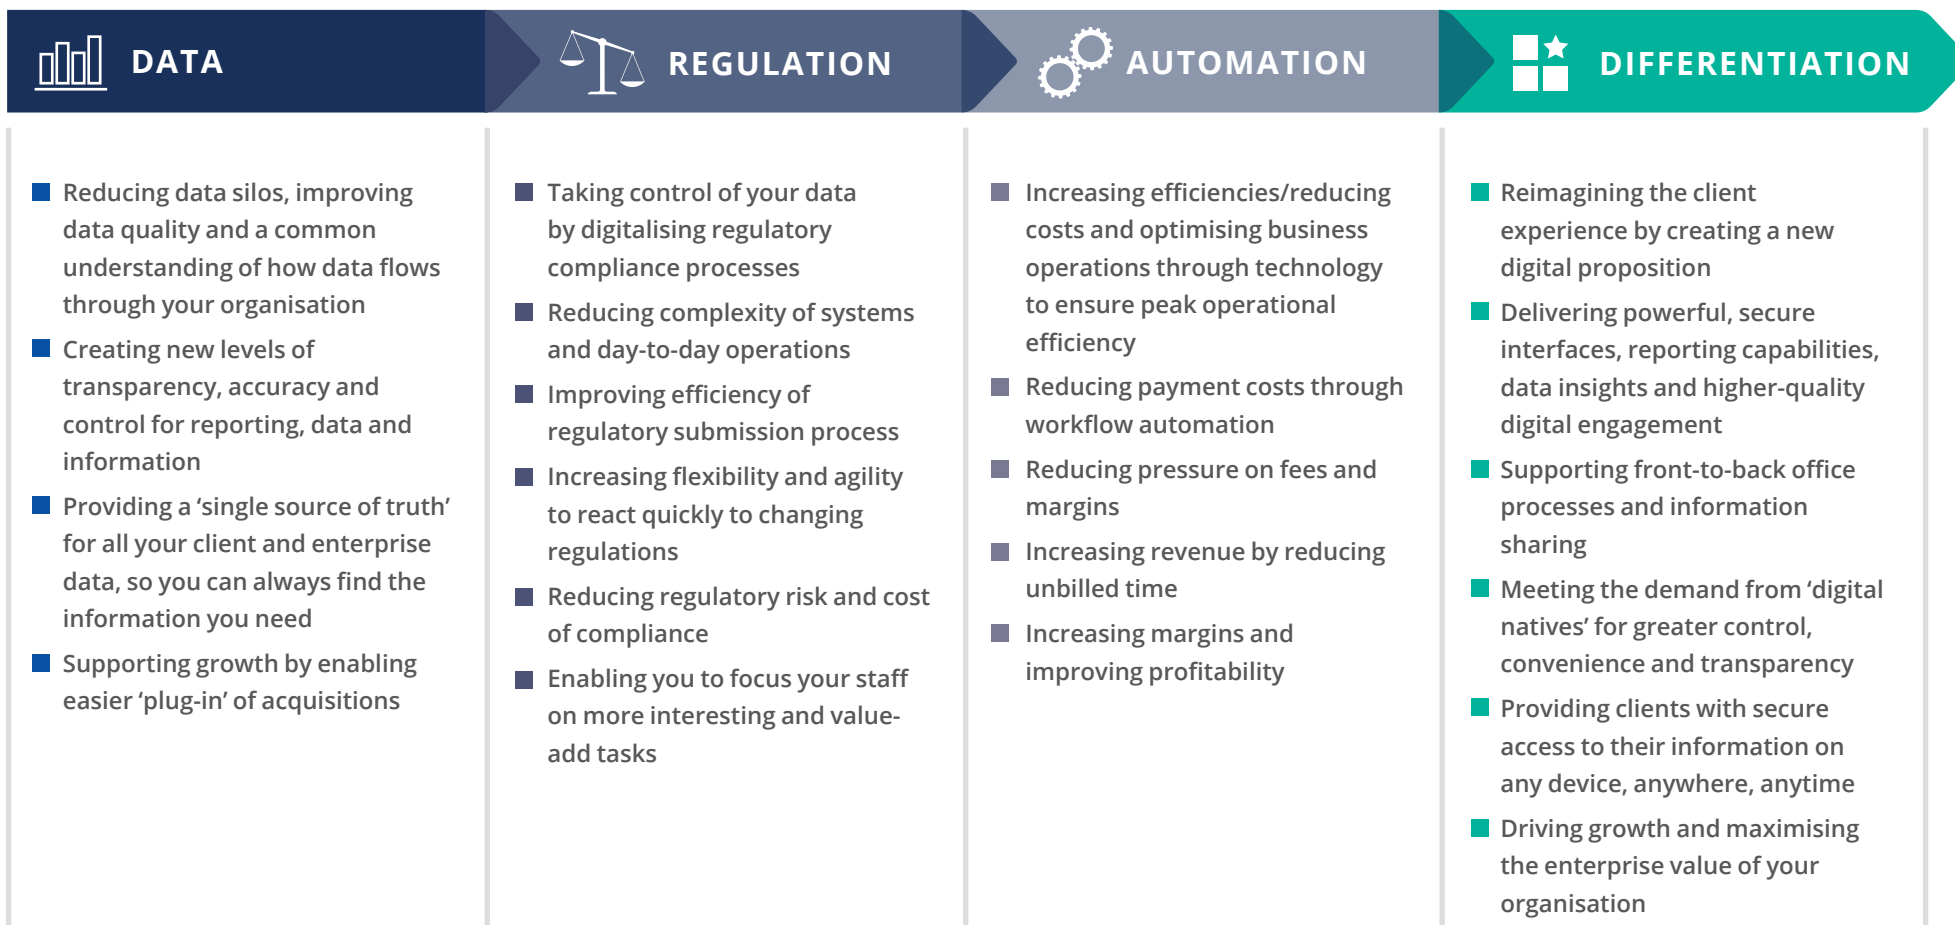 DATA
Reducing data silos, improving
data quality and a common
understanding of how data flows
through your organisation
Creating new levels of
transparency, accuracy and
control for reporting, data and
information
Providing a ‘single source of truth’
for all your client and enterprise
data, so you can always find the
information you need
Supporting growth by enabling
easier ‘plug-in’ of acquisitions
REGULATION
Taking control of your data
by digitalising regulatory
compliance processes
Reducing complexity of systems
and day-to-day operations
Improving efficiency of
regulatory submission process
Increasing flexibility and agility
to react quickly to changing
regulations
Reducing regulatory risk and cost
of compliance
Enabling you to focus your staff
on more interesting and value-
add tasks
AUTOMATION
Increasing efficiencies/reducing
costs and optimising business
operations through technology
to ensure peak operational
efficiency
Reducing payment costs through
workflow automation
Reducing pressure on fees and
margins
Increasing revenue by reducing
unbilled time
Increasing margins and
improving profitability
DIFFERENTIATION
Reimagining the client
experience by creating a new
digital proposition
Delivering powerful, secure
interfaces, reporting capabilities,
data insights and higher-quality
digital engagement
Supporting front-to-back office
processes and information
sharing
Meeting the demand from ‘digital
natives’ for greater control,
convenience and transparency
Providing clients with secure
access to their information on
any device, anywhere, anytime
Driving growth and maximising
the enterprise value of your
organisation